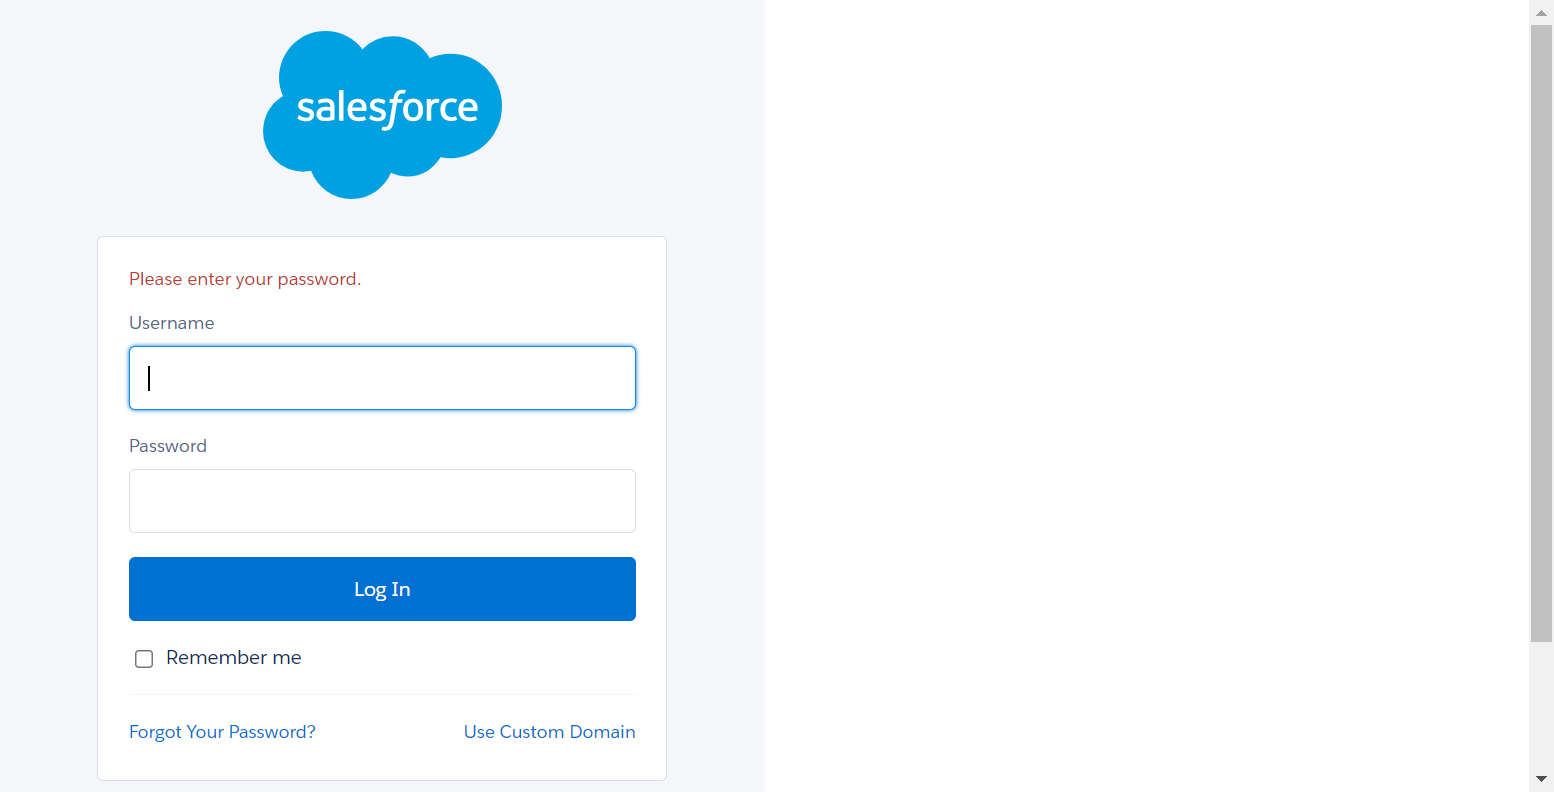 salesforce
Please enter your password.
Username
Password
Log In
Remember me
Forgot Your Password?
Use Custom Domain